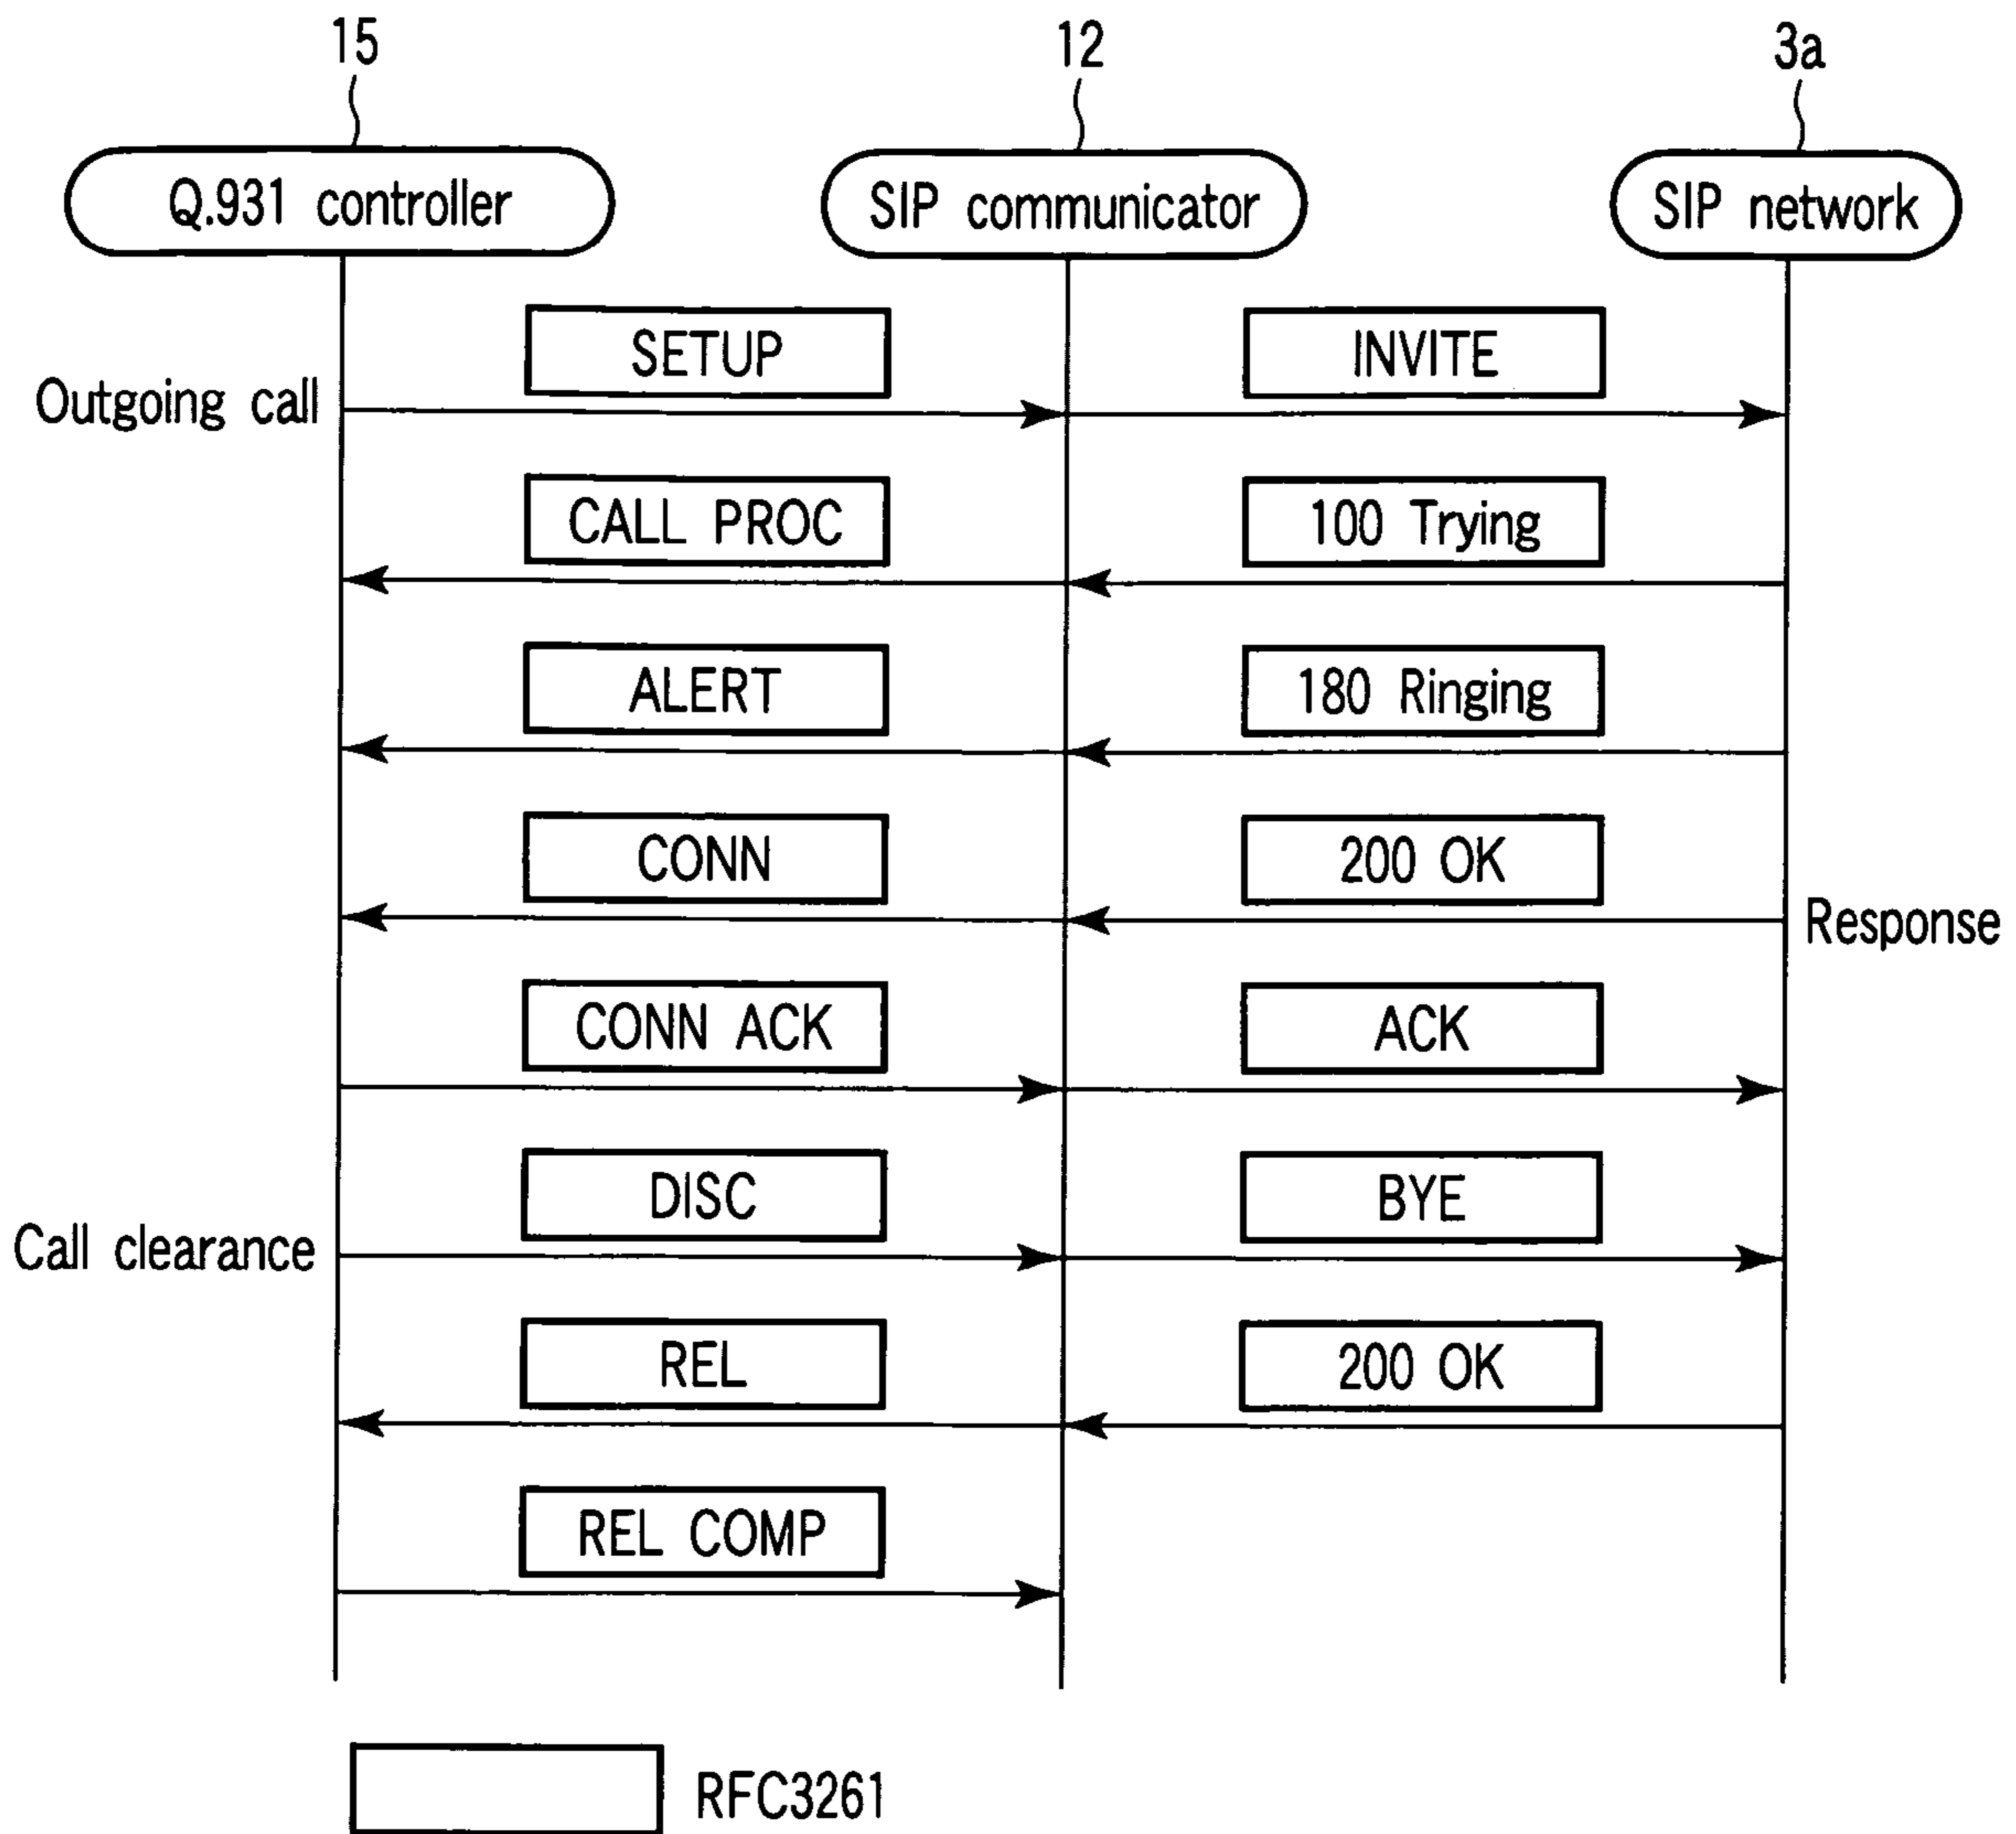 15
12
3a
Q.931 controller
SIP communicator
SIP network
SETUP
INVITE
Outgoing call
CALL PROC
100 Trying
ALERT
180 Ringing
CONN
200 OK
Response
CONN ACK
ACK
DISC
BYE
Call clearance
REL
200 OK
REL COMP
RFC3261